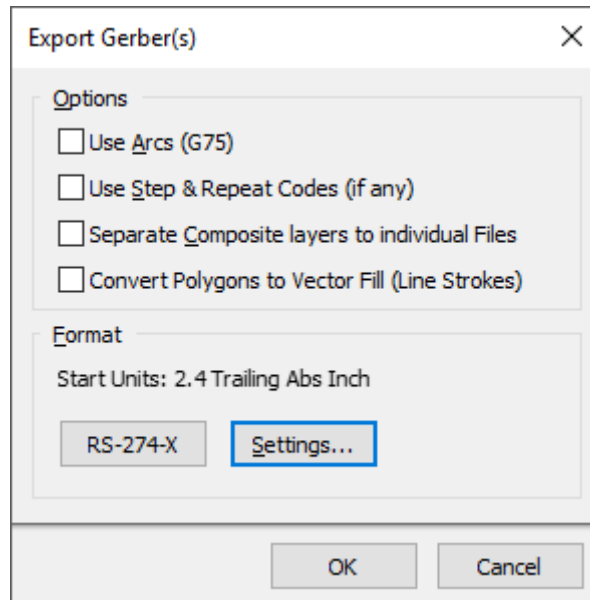 Export Gerber(s)
Options
Use Arcs (G75)
Use Step & Repeat Codes (if any)
Separate Composite layers to individual Files
Convert Polygons to Vector Fill (Line Strokes)
Format
Start Units: 2.4 Trailing Abs Inch
RS-274-X Settings...
OK Cancel